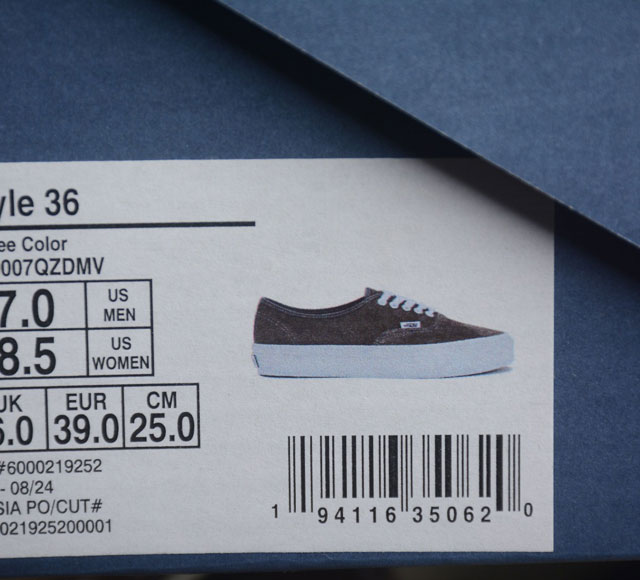 yle 36
ee Color
007QZDMV
7.0 US MEN
8.5 US WOMEN
UK EUR CM
6.0 39.0 25.0
#6000219252
- 08/24
SIA PO/CUT#
021925200001
1 94116 35062 0